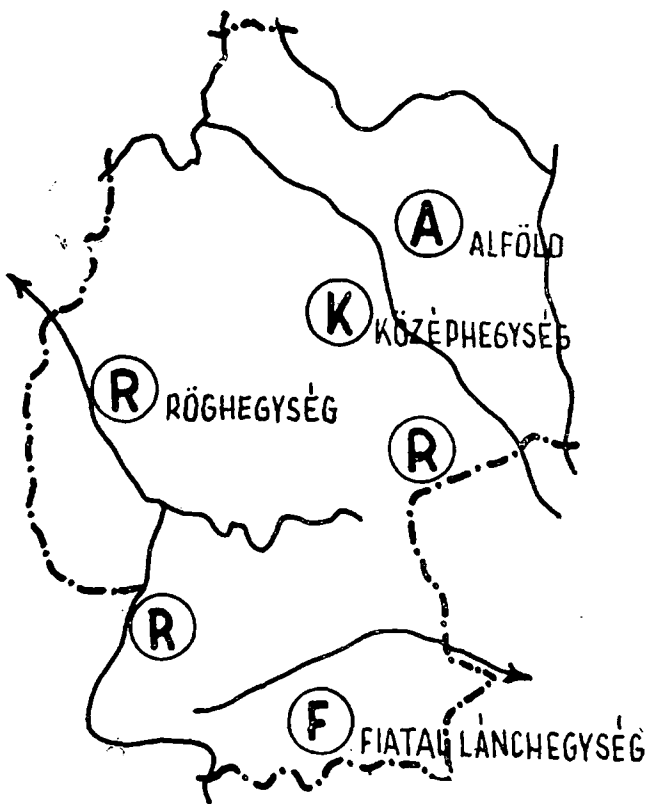 A ALFÖLD
K KÖZÉPHEGYSÉG
R RÖGHEGYSÉG
R
R
F FIATAL LÁNCHEGYSÉG